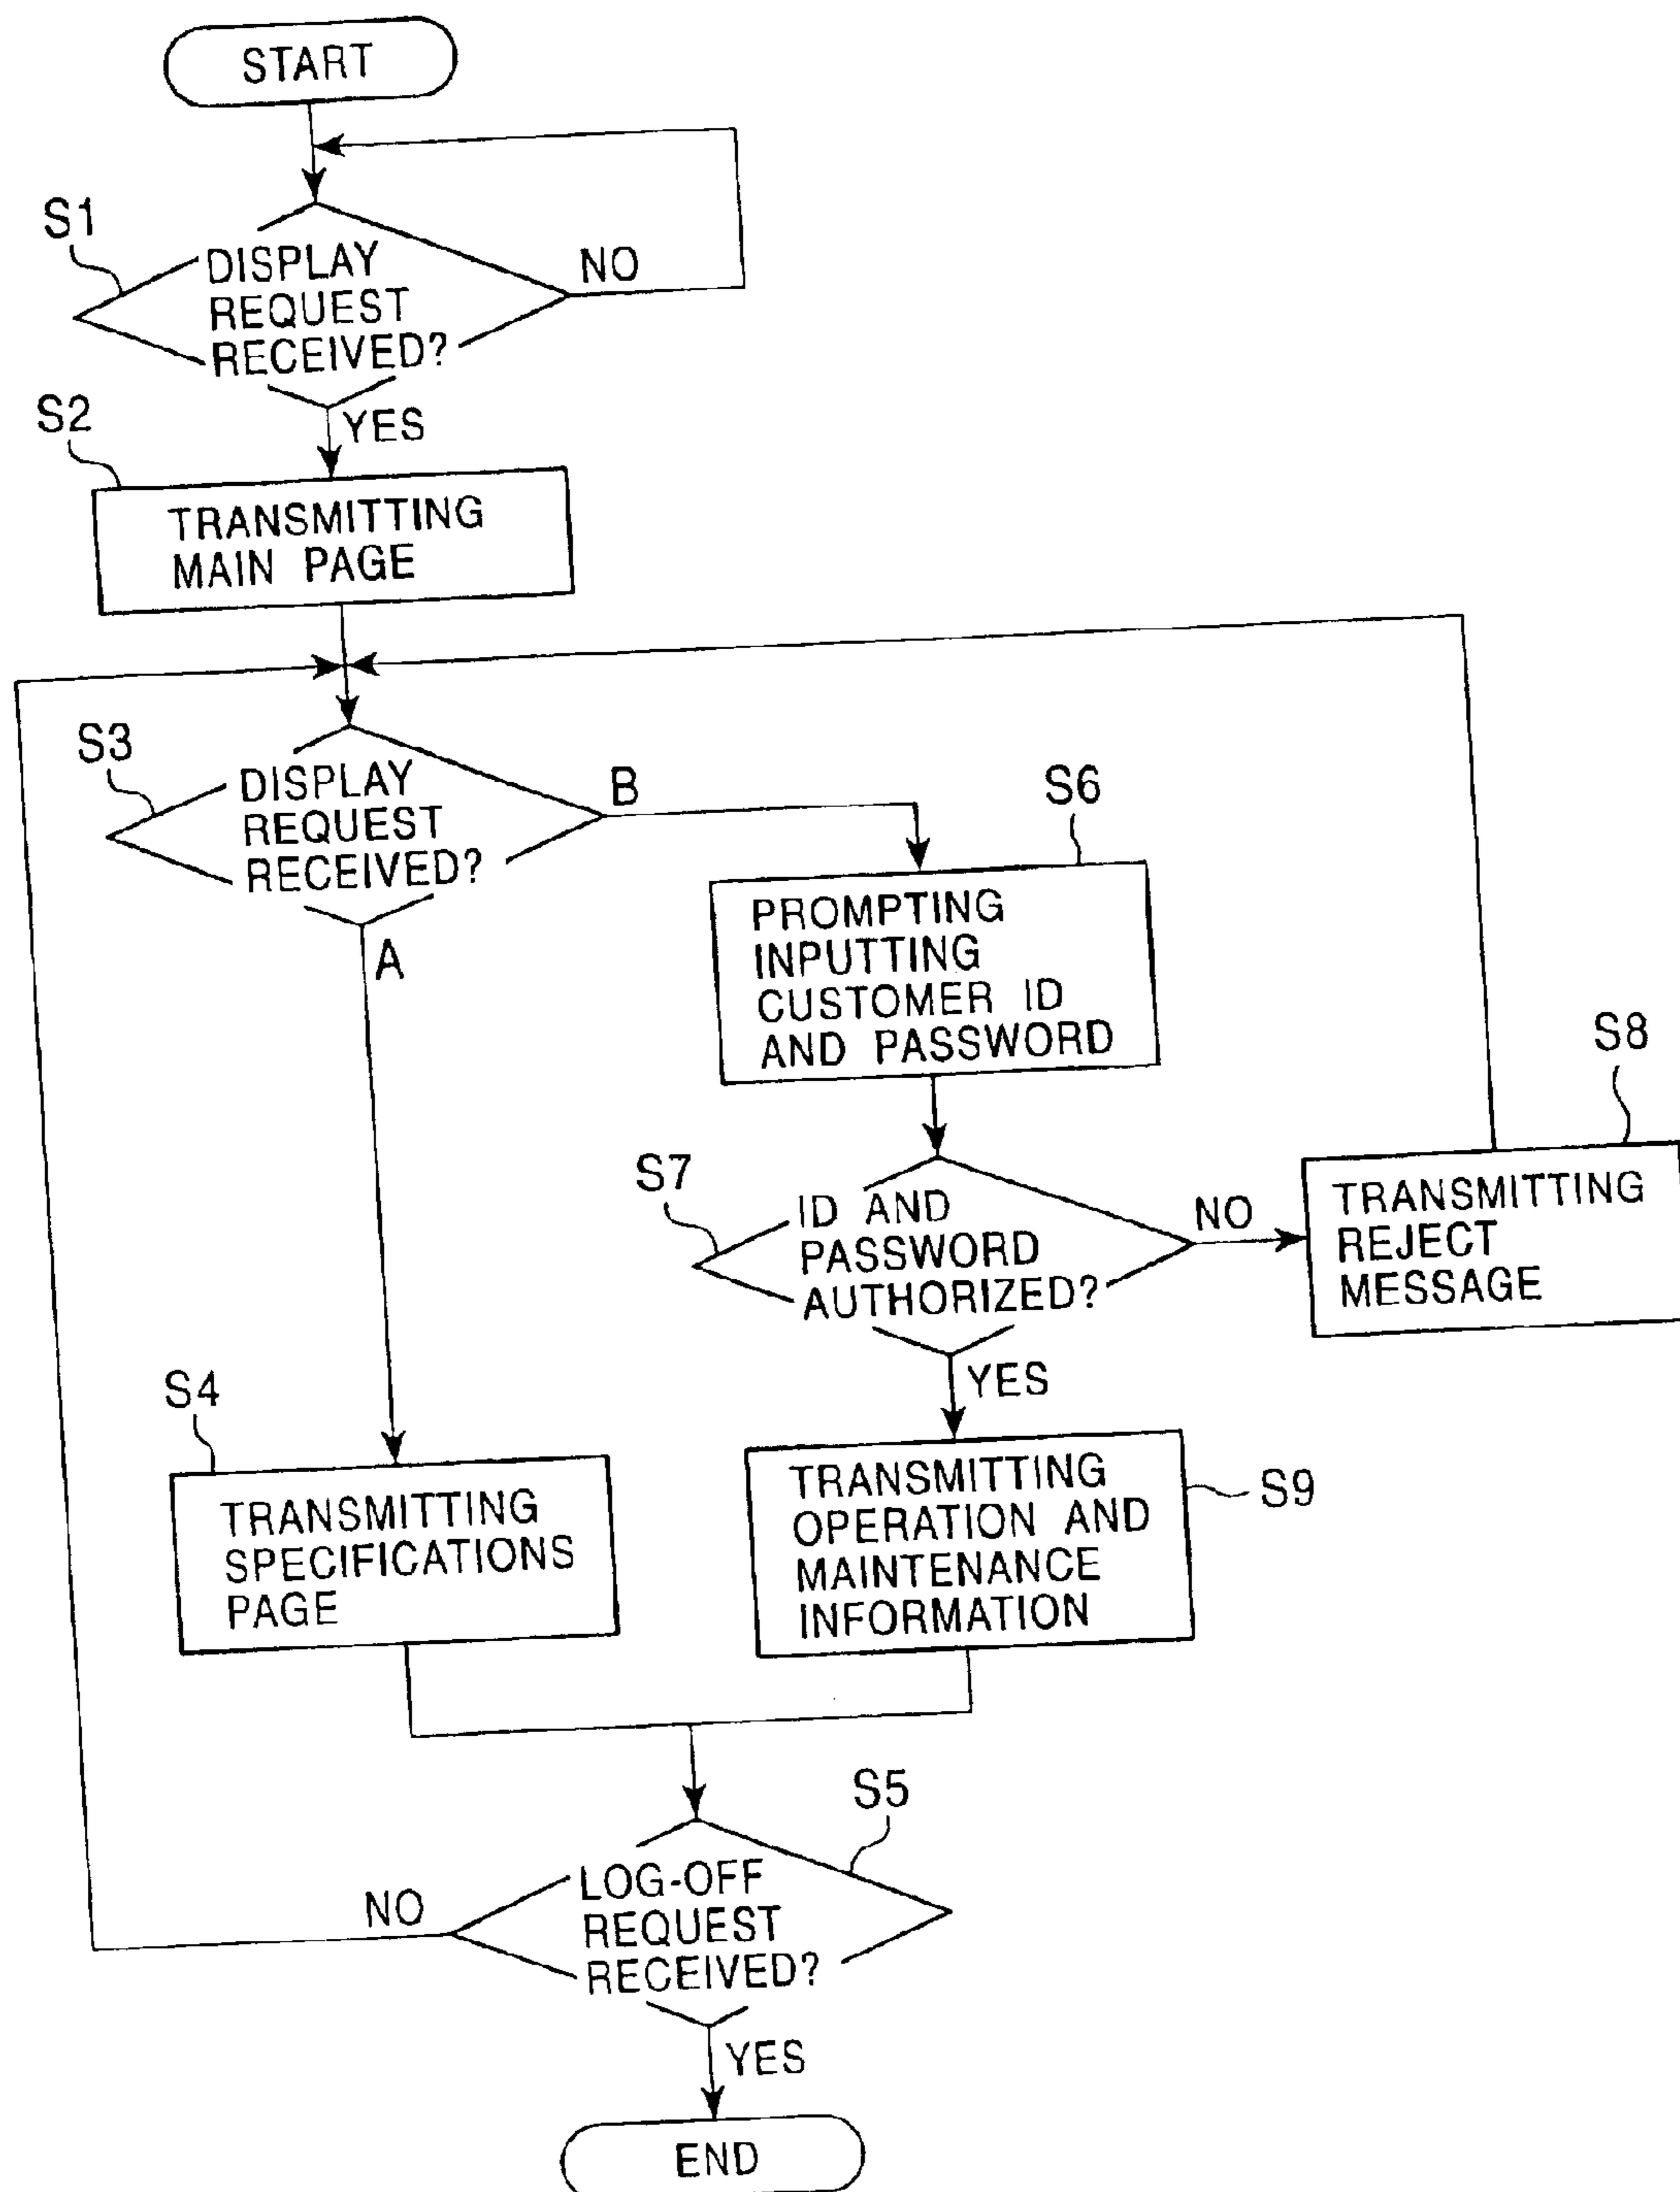 START
S1
DISPLAY
REQUEST
RECEIVED?
NO
YES
S2
TRANSMITTING
MAIN PAGE
S3
DISPLAY
REQUEST
RECEIVED?
B
A
S6
PROMPTING
INPUTTING
CUSTOMER ID
AND PASSWORD
S7
ID AND
PASSWORD
AUTHORIZED?
NO
S8
TRANSMITTING
REJECT
MESSAGE
YES
S4
TRANSMITTING
SPECIFICATIONS
PAGE
TRANSMITTING
OPERATION AND
MAINTENANCE
INFORMATION
S9
S5
LOG-OFF
REQUEST
RECEIVED?
NO
YES
END